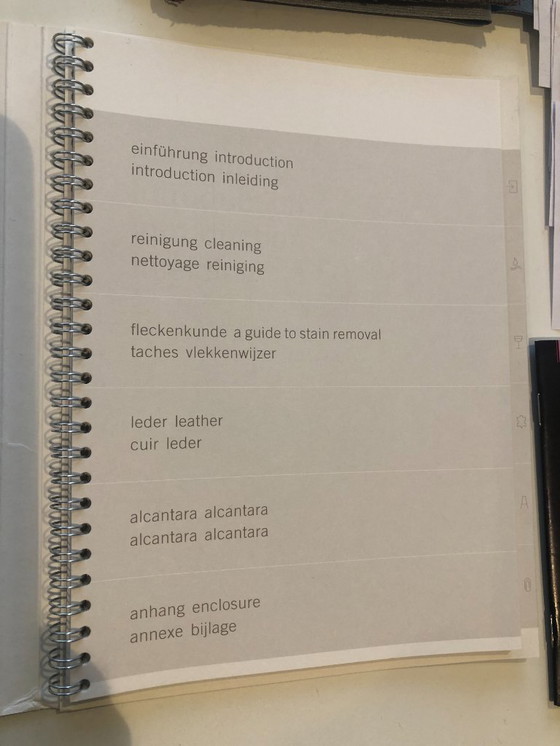 einführung introduction
introduction inleiding
reinigung cleaning
nettoyage reiniging
fleckenkunde a guide to stain removal
taches vlekkenwijzer
leder leather
cuir leder
alcantara alcantara
alcantara alcantara
anhang enclosure
annexe bijlage